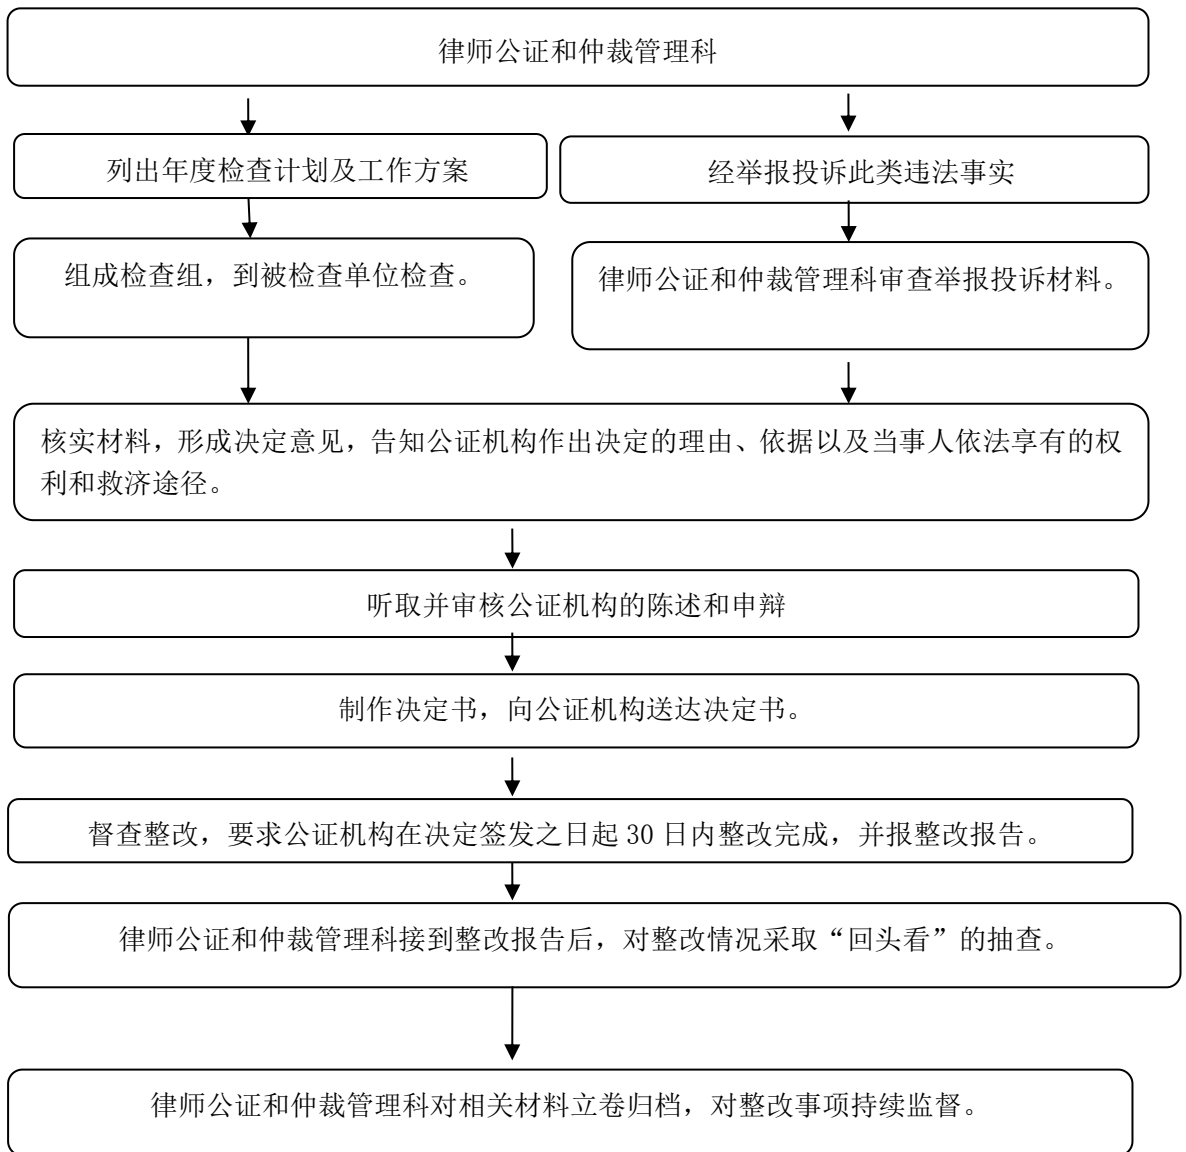 律师公证和仲裁管理科
列出年度检查计划及工作方案
经举报投诉此类违法事实
组成检查组，到被检查单位检查。
律师公证和仲裁管理科审查举报投诉材料。
核实材料，形成决定意见，告知公证机构作出决定的理由、依据以及当事人依法享有的权
利和救济途径。
听取并审核公证机构的陈述和申辩
制作决定书，向公证机构送达决定书。
督查整改，要求公证机构在决定签发之日起 30 日内整改完成，并报整改报告。
律师公证和仲裁管理科接到整改报告后，对整改情况采取“回头看”的抽查。
律师公证和仲裁管理科对相关材料立卷归档，对整改事项持续监督。